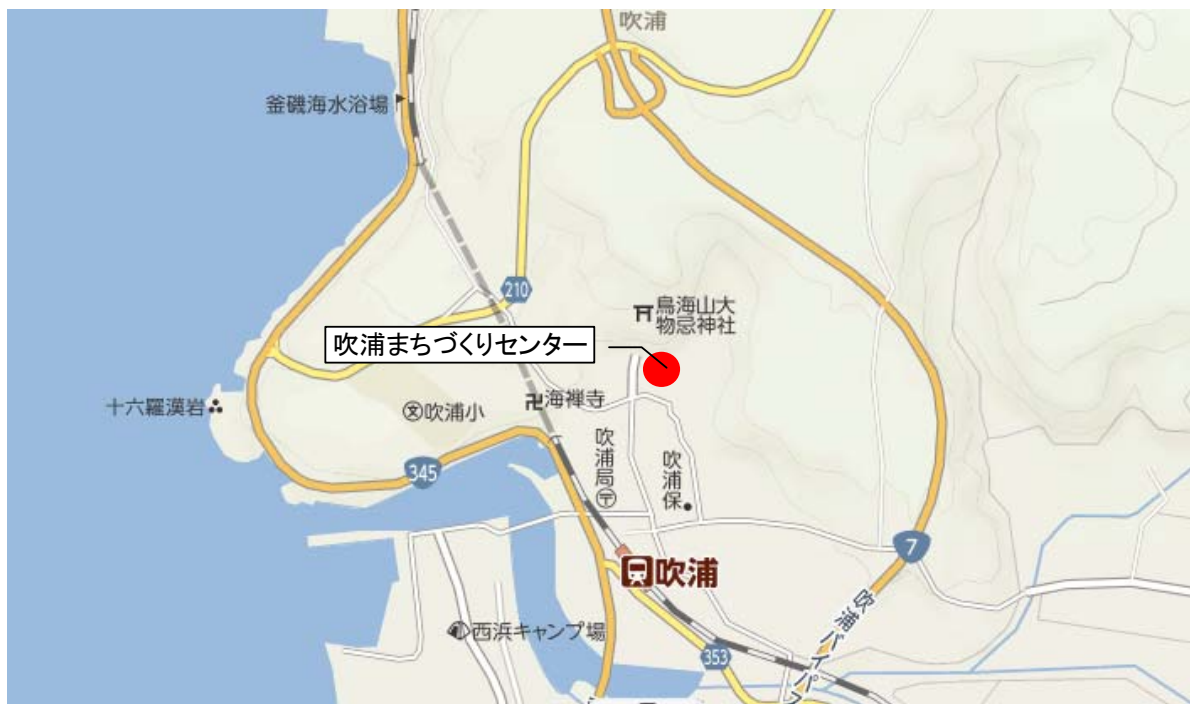 吹浦
釜磯海水浴場
210
鳥海山大
物忌神社
吹浦まちづくりセンター
十六羅漢岩
文吹浦小
卍海禅寺
345
吹浦局〒
吹浦保
7
吹浦
吹浦バイパス
西浜キャンプ場
353